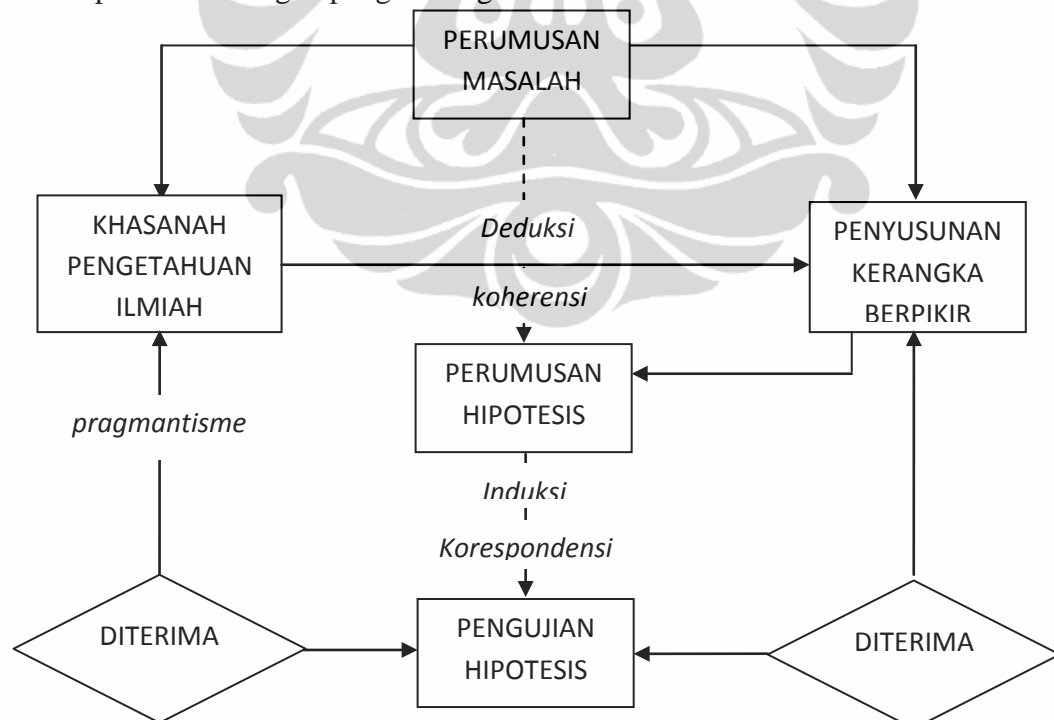 PERUMUSAN
MASALAH
KHASANAH
PENGETAHUAN
ILMIAH
Deduksi
PENYUSUNAN
KERANGKA
BERPIKIR
koherensi
PERUMUSAN
HIPOTESIS
pragmantisme
Induksi
Korespondensi
DITERIMA
PENGUJIAN
HIPOTESIS
DITERIMA